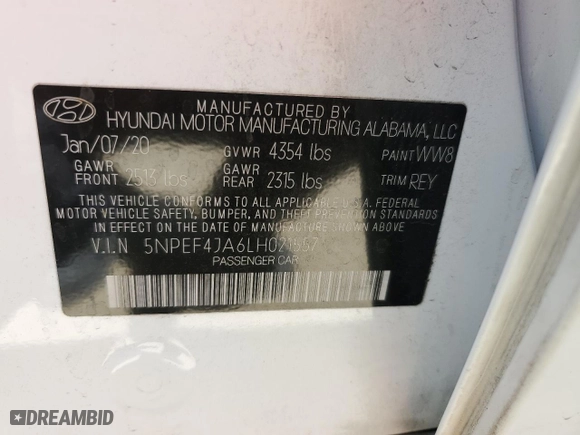 MANUFACTURED BY
HYUNDAI MOTOR MANUFACTURING ALABAMA, LLC
Jan/07/20 GVWR 4354 lbs PAINT WW8
GAWR FRONT 2513 lbs GAWR REAR 2315 lbs TRIM REY
THIS VEHICLE CONFORMS TO ALL APPLICABLE U.S.A. FEDERAL
MOTOR VEHICLE SAFETY, BUMPER, AND THEFT PREVENTION STANDARDS
IN EFFECT ON THE DATE OF MANUFACTURE SHOWN ABOVE.
V.I.N
PASSENGER CAR
DREAMBID